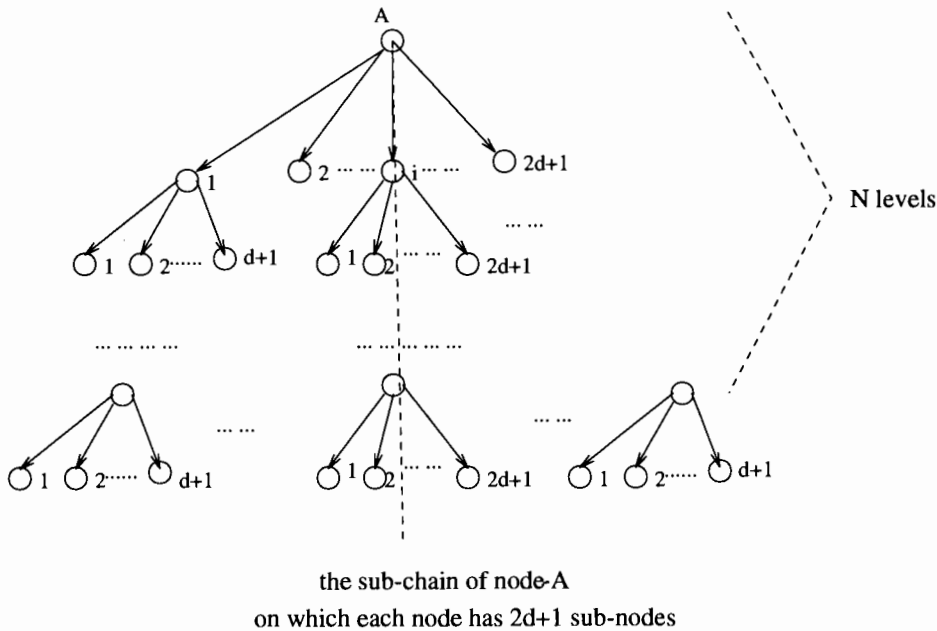 A
1 2 ... ... i ... ... 2d+1
N levels
... ...
1 2 ...... d+1 1 2 ... ... 2d+1
... ... ... ... ... ... ... ... ...
... ... ... ...
1 2 ...... d+1 1 2 ... ... 2d+1 1 2 ...... d+1
the sub-chain of node-A
on which each node has 2d+1 sub-nodes